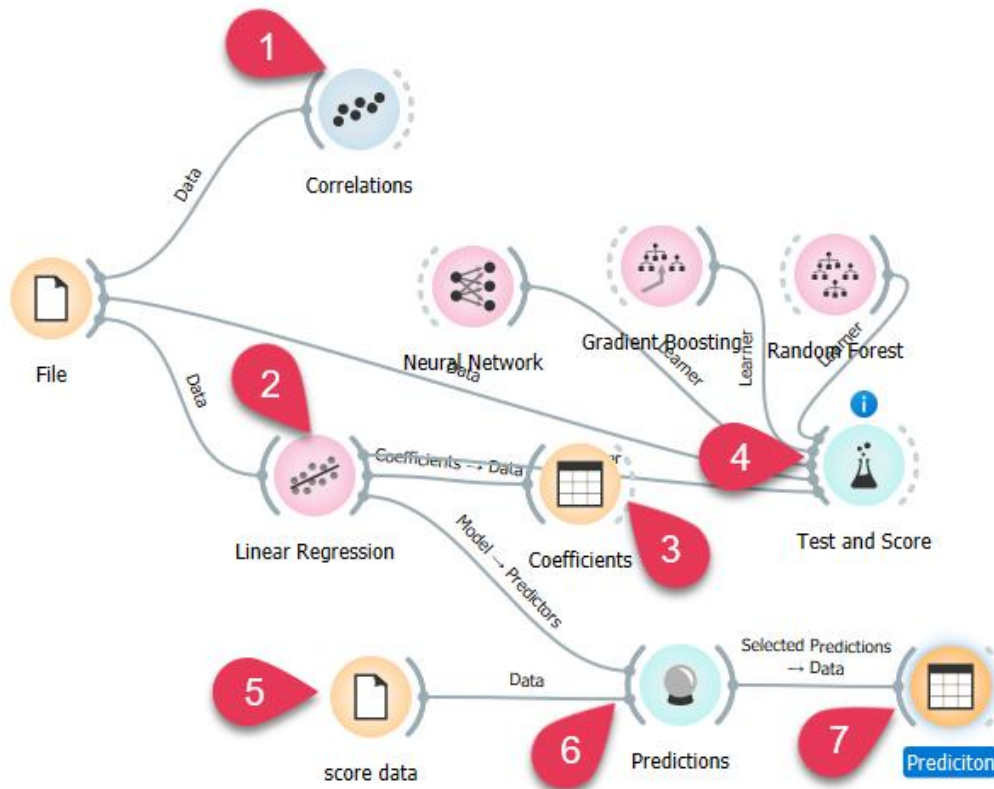 1
Data
Correlations
File
Neural Network
Gradient Boosting
Random Forest
Learner
Learner
Learner
Data
Data
2
Coefficients → Data
4
Linear Regression
Coefficients
3
Test and Score
Model → Predictors
5
Data
Selected Predictions
→ Data
6
7
score data
Predictions
Prediciton